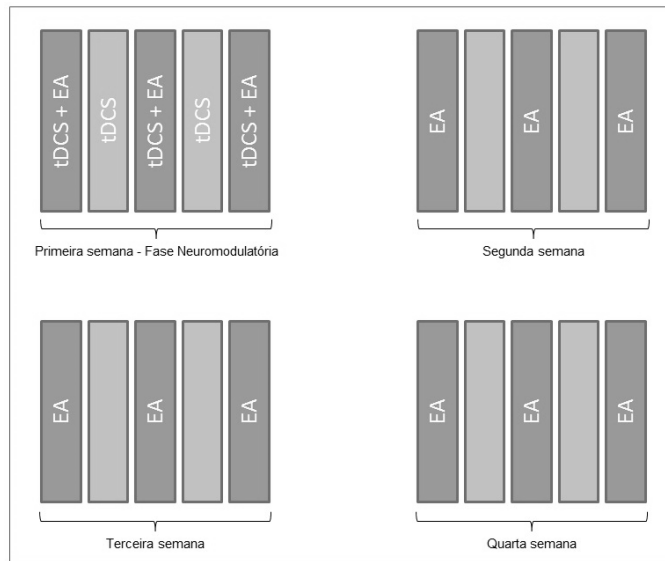 tDCS + EA
tDCS
tDCS + EA
tDCS
tDCS + EA
Primeira semana - Fase Neuromodulatória
EA
EA
EA
Segunda semana
EA
EA
EA
Terceira semana
EA
EA
EA
Quarta semana